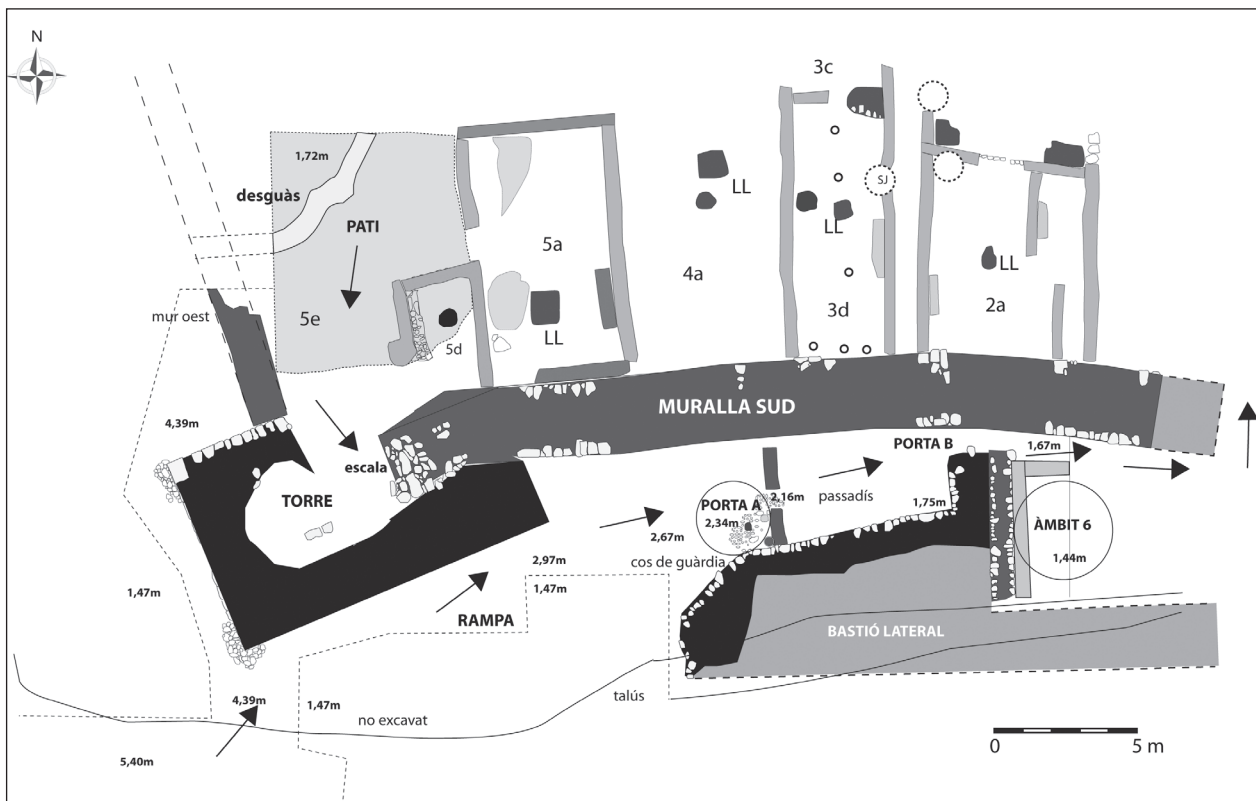 N
3c
1,72m
desguàs
PATI
SJ
LL
LL
LL
5a
4a
3d
2a
mur oest
5e
5d
LL
MURALLA SUD
4,39m
escala
PORTA B
1,67m
TORRE
PORTA A
2,16m
passadís
1,75m
ÀMBIT 6
2,34m
2,67m
cos de guàrdia
1,44m
2,97m
1,47m
1,47m
RAMPA
BASTIÓ LATERAL
4,39m
1,47m
no excavat
talús
5,40m
0
5 m